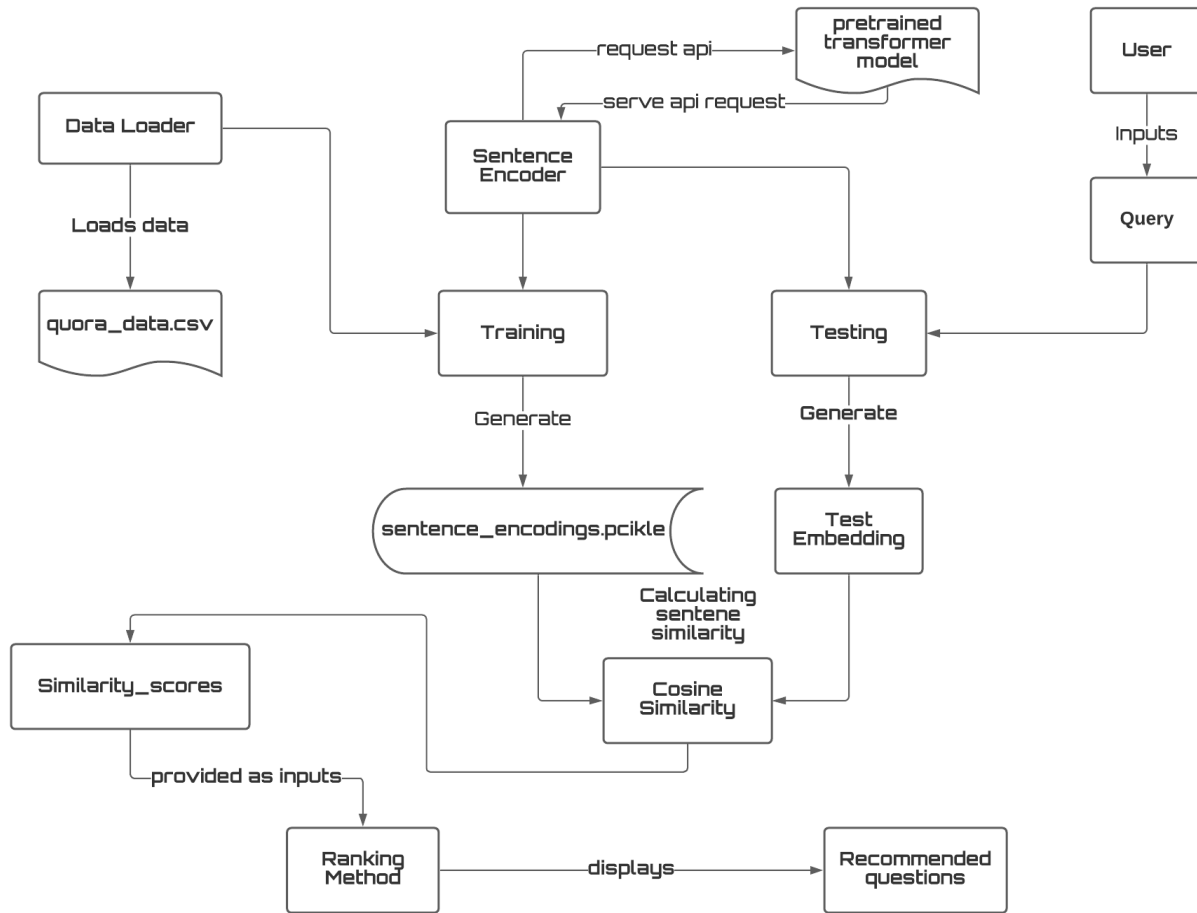 pretrained
transformer
model
User
request api
serve api request
Data Loader
Inputs
Sentence
Encoder
Loads data
Query
quora_data.csv
Training
Testing
Generate
Generate
sentence_encodings.pcikle
Test
Embedding
Calculating
sentene
similarity
Similarity_scores
Cosine
Similarity
provided as inputs
Ranking
Method
displays
Recommended
questions